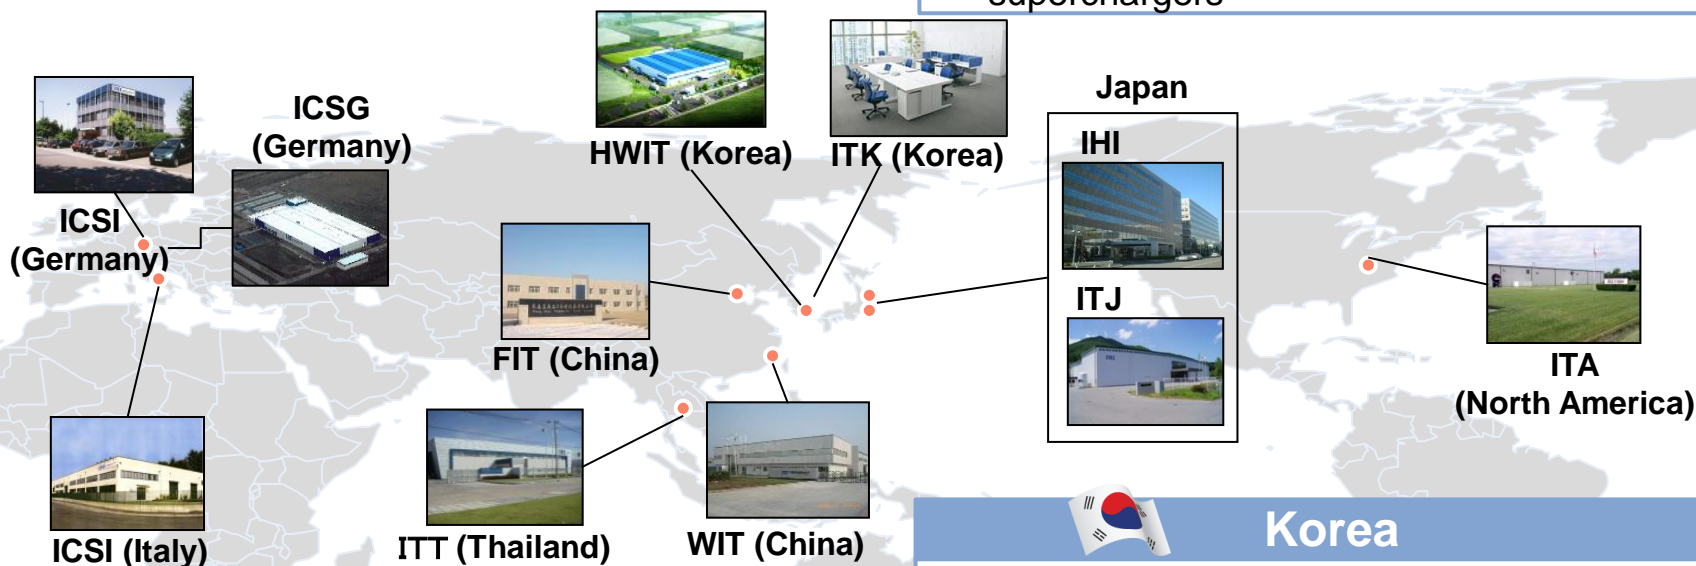 superchargers
ICSG
(Germany)
HWIT (Korea)
ITK (Korea)
Japan
IHI
ICSI
(Germany)
ITJ
FIT (China)
ITA
(North America)
ICSI (Italy)
ITT (Thailand)
WIT (China)
Korea